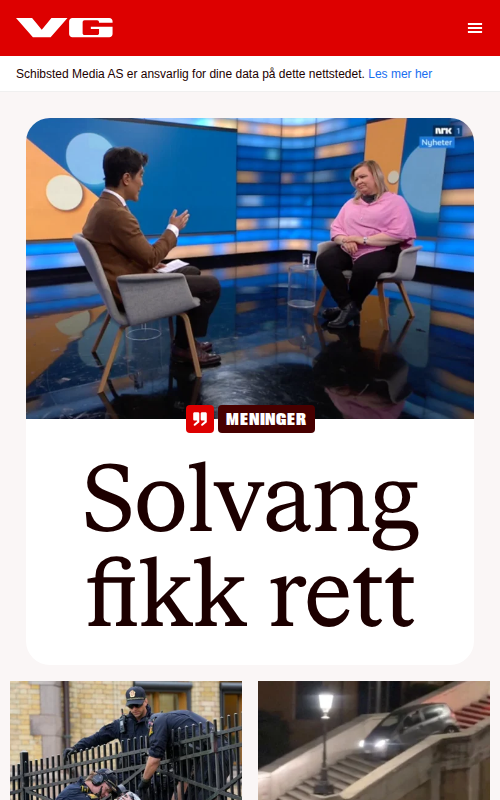 VG
Schibsted Media AS er ansvarlig for dine data på dette nettstedet. Les mer her
NRK 1
Nyheter
MENINGER
Solvang
fikk rett